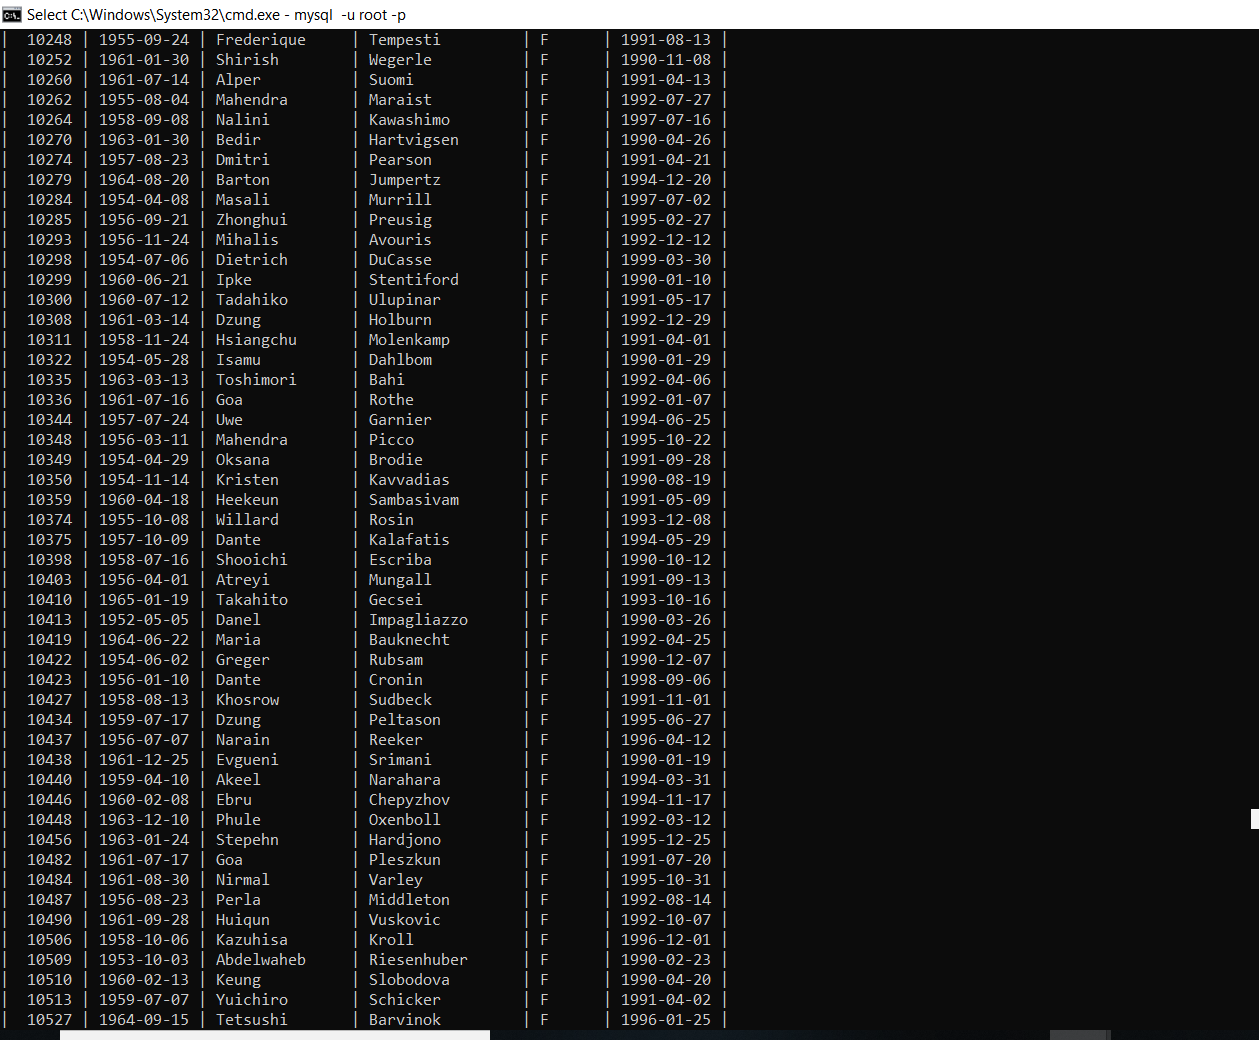 Select C:\Windows\System32\cmd.exe - mysql  -u root -p
|  10248 | 1955-09-24 | Frederique     | Tempesti         | F      | 1991-08-13 |
|  10252 | 1961-01-30 | Shirish        | Wegerle          | F      | 1990-11-08 |
|  10260 | 1961-07-14 | Alper          | Suomi            | F      | 1991-04-13 |
|  10262 | 1955-08-04 | Mahendra       | Maraist          | F      | 1992-07-27 |
|  10264 | 1958-09-08 | Nalini         | Kawashimo        | F      | 1997-07-16 |
|  10270 | 1963-01-30 | Bedir          | Hartvigsen       | F      | 1990-04-26 |
|  10274 | 1957-08-23 | Dmitri         | Pearson          | F      | 1991-04-21 |
|  10279 | 1964-08-20 | Barton         | Jumpertz         | F      | 1994-12-20 |
|  10284 | 1954-04-08 | Masali         | Murrill          | F      | 1997-07-02 |
|  10285 | 1956-09-21 | Zhonghui       | Preusig          | F      | 1995-02-27 |
|  10293 | 1956-11-24 | Mihalis        | Avouris          | F      | 1992-12-12 |
|  10298 | 1954-07-06 | Dietrich       | DuCasse          | F      | 1999-03-30 |
|  10299 | 1960-06-21 | Ipke           | Stentiford       | F      | 1990-01-10 |
|  10300 | 1960-07-12 | Tadahiko       | Ulupinar         | F      | 1991-05-17 |
|  10308 | 1961-03-14 | Dzung          | Holburn          | F      | 1992-12-29 |
|  10311 | 1958-11-24 | Hsiangchu      | Molenkamp        | F      | 1991-04-01 |
|  10322 | 1954-05-28 | Isamu          | Dahlbom          | F      | 1990-01-29 |
|  10335 | 1963-03-13 | Toshimori      | Bahi             | F      | 1992-04-06 |
|  10336 | 1961-07-16 | Goa            | Rothe            | F      | 1992-01-07 |
|  10344 | 1957-07-24 | Uwe            | Garnier          | F      | 1994-06-25 |
|  10348 | 1956-03-11 | Mahendra       | Picco            | F      | 1995-10-22 |
|  10349 | 1954-04-29 | Oksana         | Brodie           | F      | 1991-09-28 |
|  10350 | 1954-11-14 | Kristen        | Kavvadias        | F      | 1990-08-19 |
|  10359 | 1960-04-18 | Heekeun        | Sambasivam       | F      | 1991-05-09 |
|  10374 | 1955-10-08 | Willard        | Rosin            | F      | 1993-12-08 |
|  10375 | 1957-10-09 | Dante          | Kalafatis        | F      | 1994-05-29 |
|  10398 | 1958-07-16 | Shooichi       | Escriba          | F      | 1990-10-12 |
|  10403 | 1956-04-01 | Atreyi         | Mungall          | F      | 1991-09-13 |
|  10410 | 1965-01-19 | Takahito       | Gecsei           | F      | 1993-10-16 |
|  10413 | 1952-05-05 | Danel          | Impagliazzo      | F      | 1990-03-26 |
|  10419 | 1964-06-22 | Maria          | Bauknecht        | F      | 1992-04-25 |
|  10422 | 1954-06-02 | Greger         | Rubsam           | F      | 1990-12-07 |
|  10423 | 1956-01-10 | Dante          | Cronin           | F      | 1998-09-06 |
|  10427 | 1958-08-13 | Khosrow        | Sudbeck          | F      | 1991-11-01 |
|  10434 | 1959-07-17 | Dzung          | Peltason         | F      | 1995-06-27 |
|  10437 | 1956-07-07 | Narain         | Reeker           | F      | 1996-04-12 |
|  10438 | 1961-12-25 | Evgueni        | Srimani          | F      | 1990-01-19 |
|  10440 | 1959-04-10 | Akeel          | Narahara         | F      | 1994-03-31 |
|  10446 | 1960-02-08 | Ebru           | Chepyzhov        | F      | 1994-11-17 |
|  10448 | 1963-12-10 | Phule          | Oxenboll         | F      | 1992-03-12 |
|  10456 | 1963-01-24 | Stepehn        | Hardjono         | F      | 1995-12-25 |
|  10482 | 1961-07-17 | Goa            | Pleszkun         | F      | 1991-07-20 |
|  10484 | 1961-08-30 | Nirmal         | Varley           | F      | 1995-10-31 |
|  10487 | 1956-08-23 | Perla          | Middleton        | F      | 1992-08-14 |
|  10490 | 1961-09-28 | Huiqun         | Vuskovic         | F      | 1992-10-07 |
|  10506 | 1958-10-06 | Kazuhisa       | Kroll            | F      | 1996-12-01 |
|  10509 | 1953-10-03 | Abdelwaheb     | Riesenhuber      | F      | 1990-02-23 |
|  10510 | 1960-02-13 | Keung          | Slobodova        | F      | 1990-04-20 |
|  10513 | 1959-07-07 | Yuichiro       | Schicker         | F      | 1991-04-02 |
|  10527 | 1964-09-15 | Tetsushi       | Barvinok         | F      | 1996-01-25 |